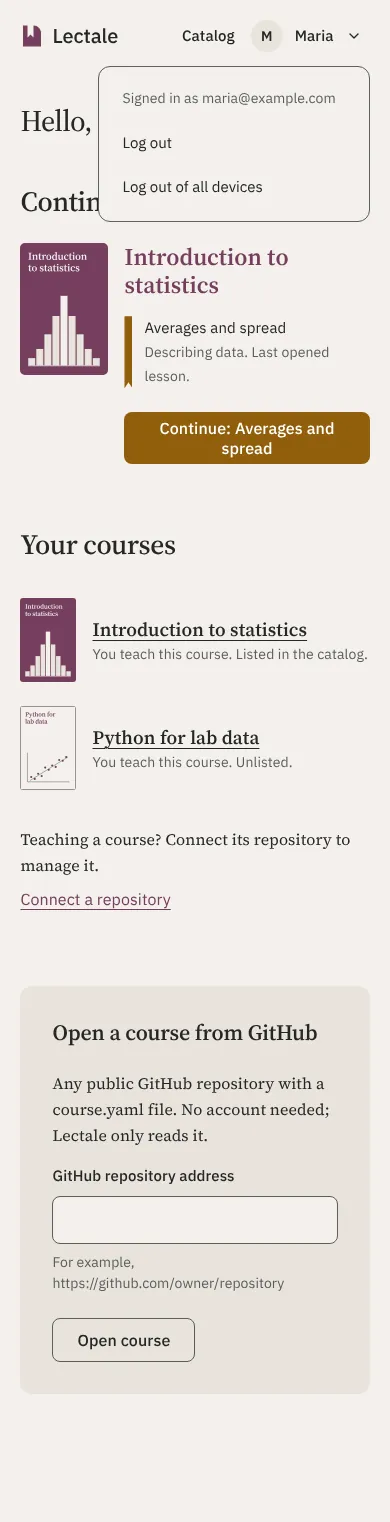 Lectale
Catalog
M
Maria
Signed in as maria@example.com
Log out
Log out of all devices
Hello,
Contin
Introduction
to statistics
Introduction to
statistics
Averages and spread
Describing data. Last opened
lesson.
Continue: Averages and
spread
Your courses
Introduction
to statistics
Introduction to statistics
You teach this course. Listed in the catalog.
Python for
lab data
Python for lab data
You teach this course. Unlisted.
Teaching a course? Connect its repository to
manage it.
Connect a repository
Open a course from GitHub
Any public GitHub repository with a
course.yaml file. No account needed;
Lectale only reads it.
GitHub repository address
For example,
https://github.com/owner/repository
Open course